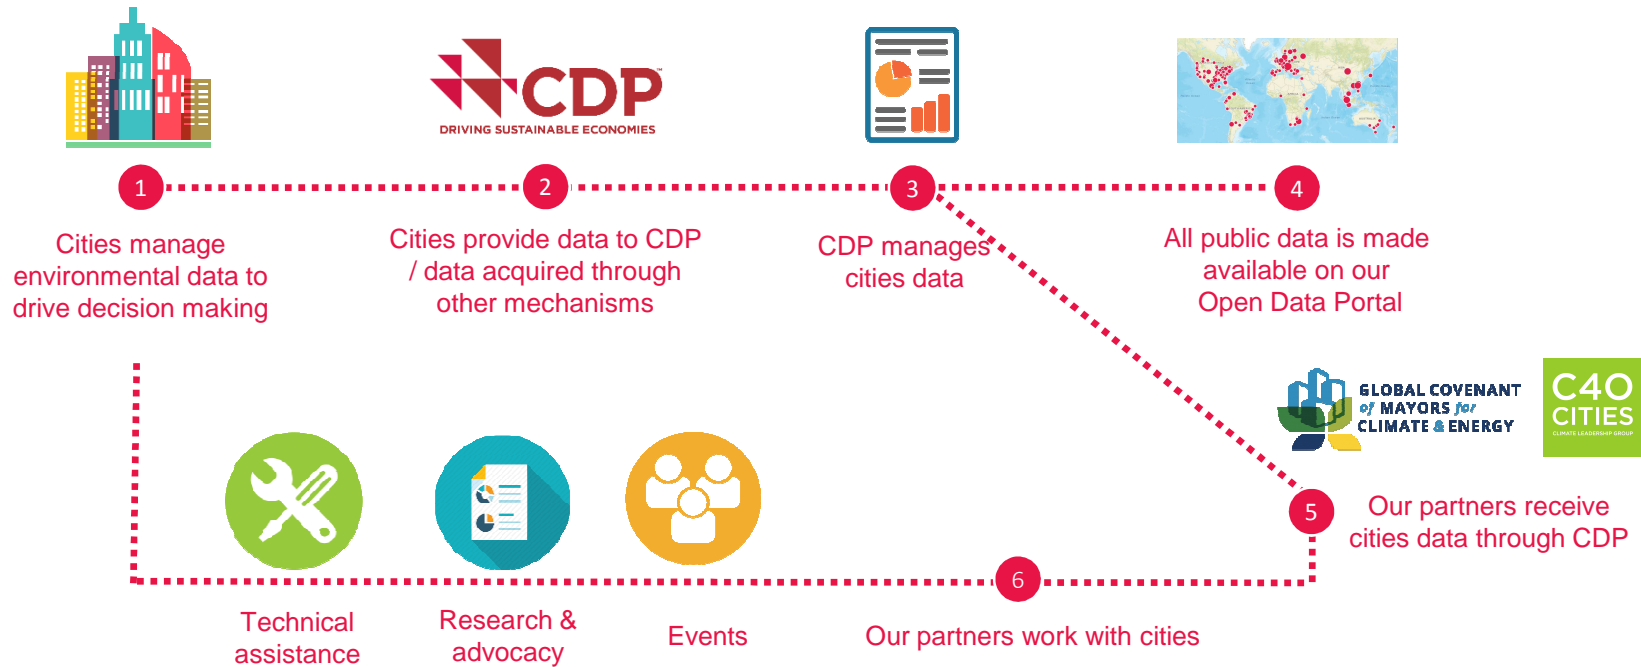 CDP
DRIVING SUSTAINABLE ECONOMIES
1
2
3
4
Cities manage
environmental data to
drive decision making
Cities provide data to CDP
/ data acquired through
other mechanisms
CDP manages
cities data
All public data is made
available on our
Open Data Portal
GLOBAL COVENANT
of MAYORS for
CLIMATE & ENERGY
C40
CITIES
CLIMATE LEADERSHIP GROUP
5
Our partners receive
cities data through CDP
6
Technical
assistance
Research &
advocacy
Events
Our partners work with cities